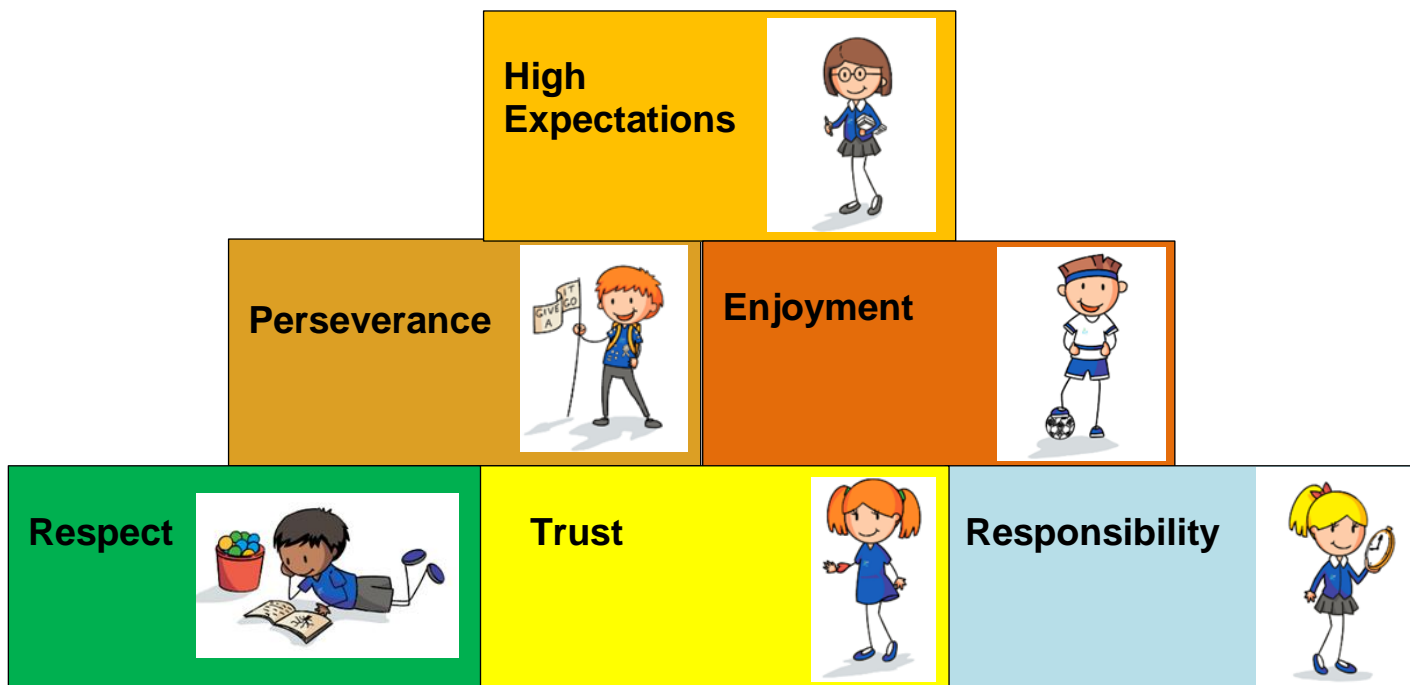 High
Expectations
Perseverance
GIVE IT
A GO
Enjoyment
Respect
Trust
Responsibility